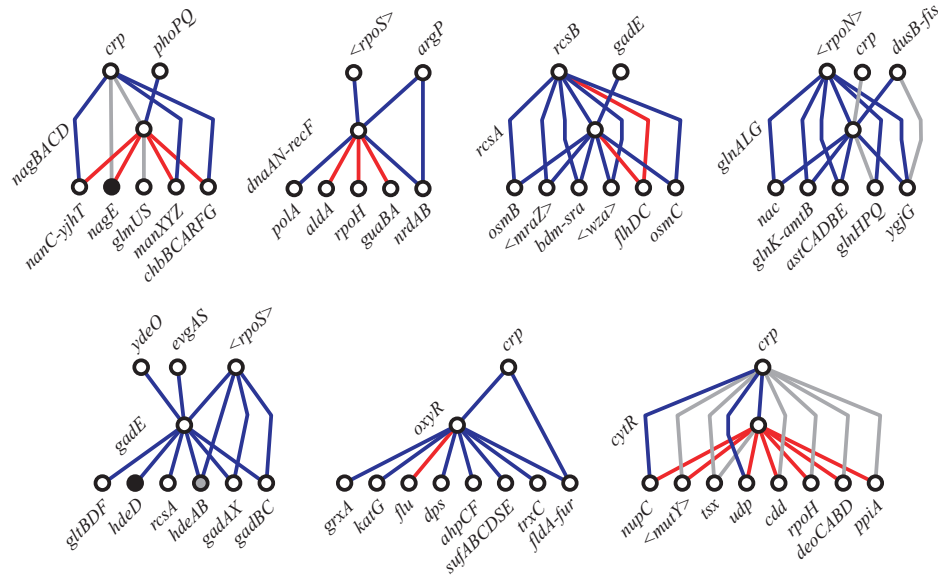 crp
phoPQ
nagBACD
nanC-yjhT
nagE
glmUS
manXYZ
chbBCARFG
<rpoS>
argP
dnaAN-recF
polA
aldA
rpoH
guaBA
nrdAB
rcsB
gadE
rcsA
osmB
<mraZ>
bdm-sra
<wza>
flhDC
osmC
<rpoN>
crp
dusB-fis
glnALG
nac
glnK-amtB
astCADBE
glnHPQ
ygjG
ydeO
evgAS
<rpoS>
gadE
gltBDF
hdeD
rcsA
hdeAB
gadAX
gadBC
crp
oxyR
grxA
katG
flu
dps
ahpCF
sufABCDSE
trxC
fldA-fur
crp
cytR
nupC
<mutY>
tsx
udp
cdd
rpoH
deoCABD
ppiA